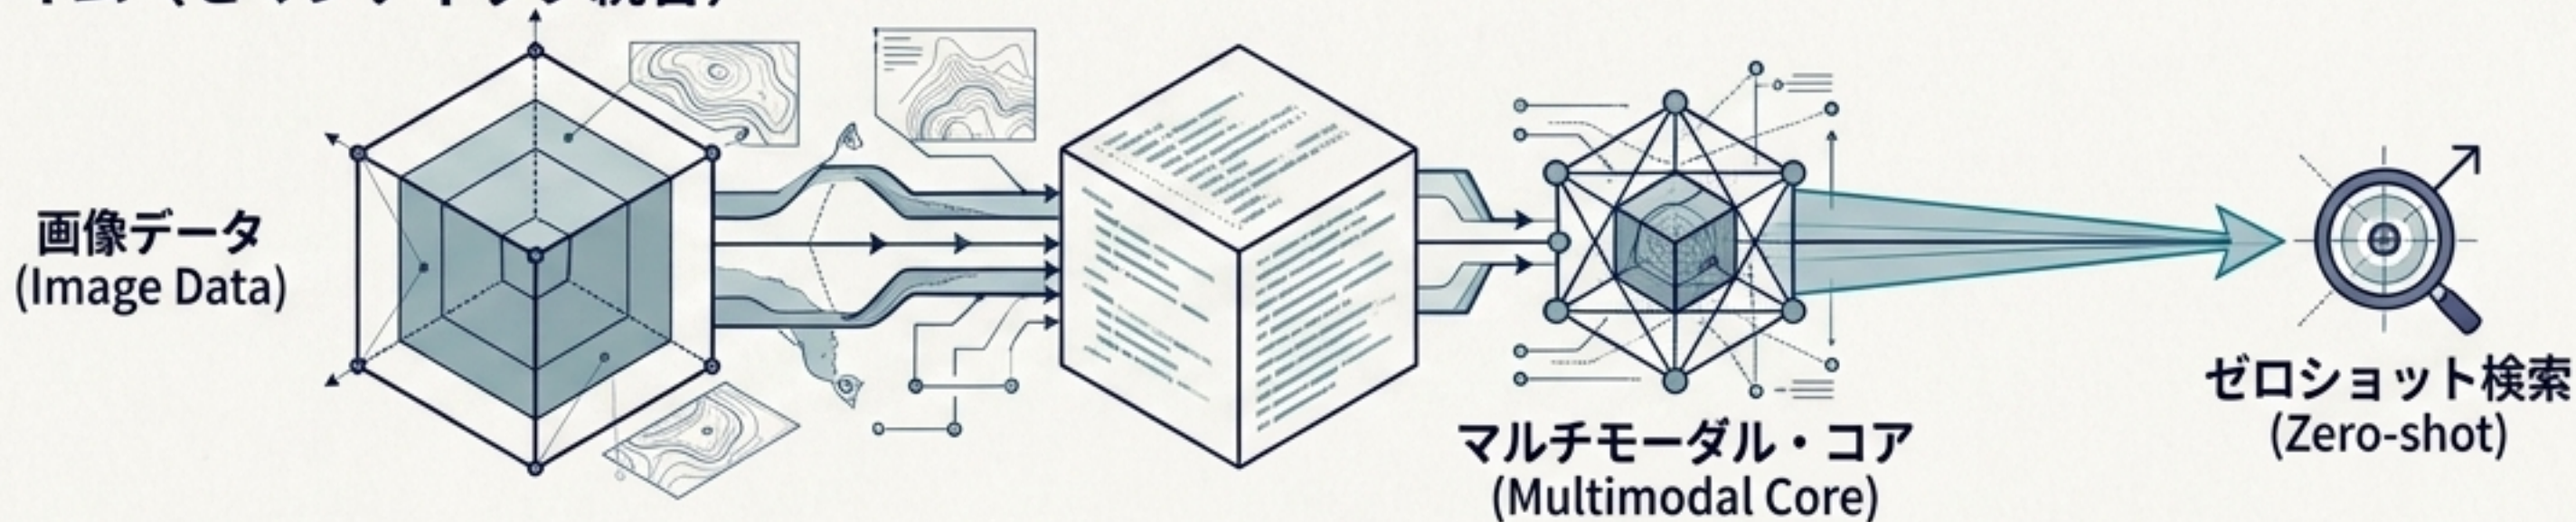 画像データ
(Image Data)
マルチモーダル・コア
(Multimodal Core)
ゼロショット検索
(Zero-shot)